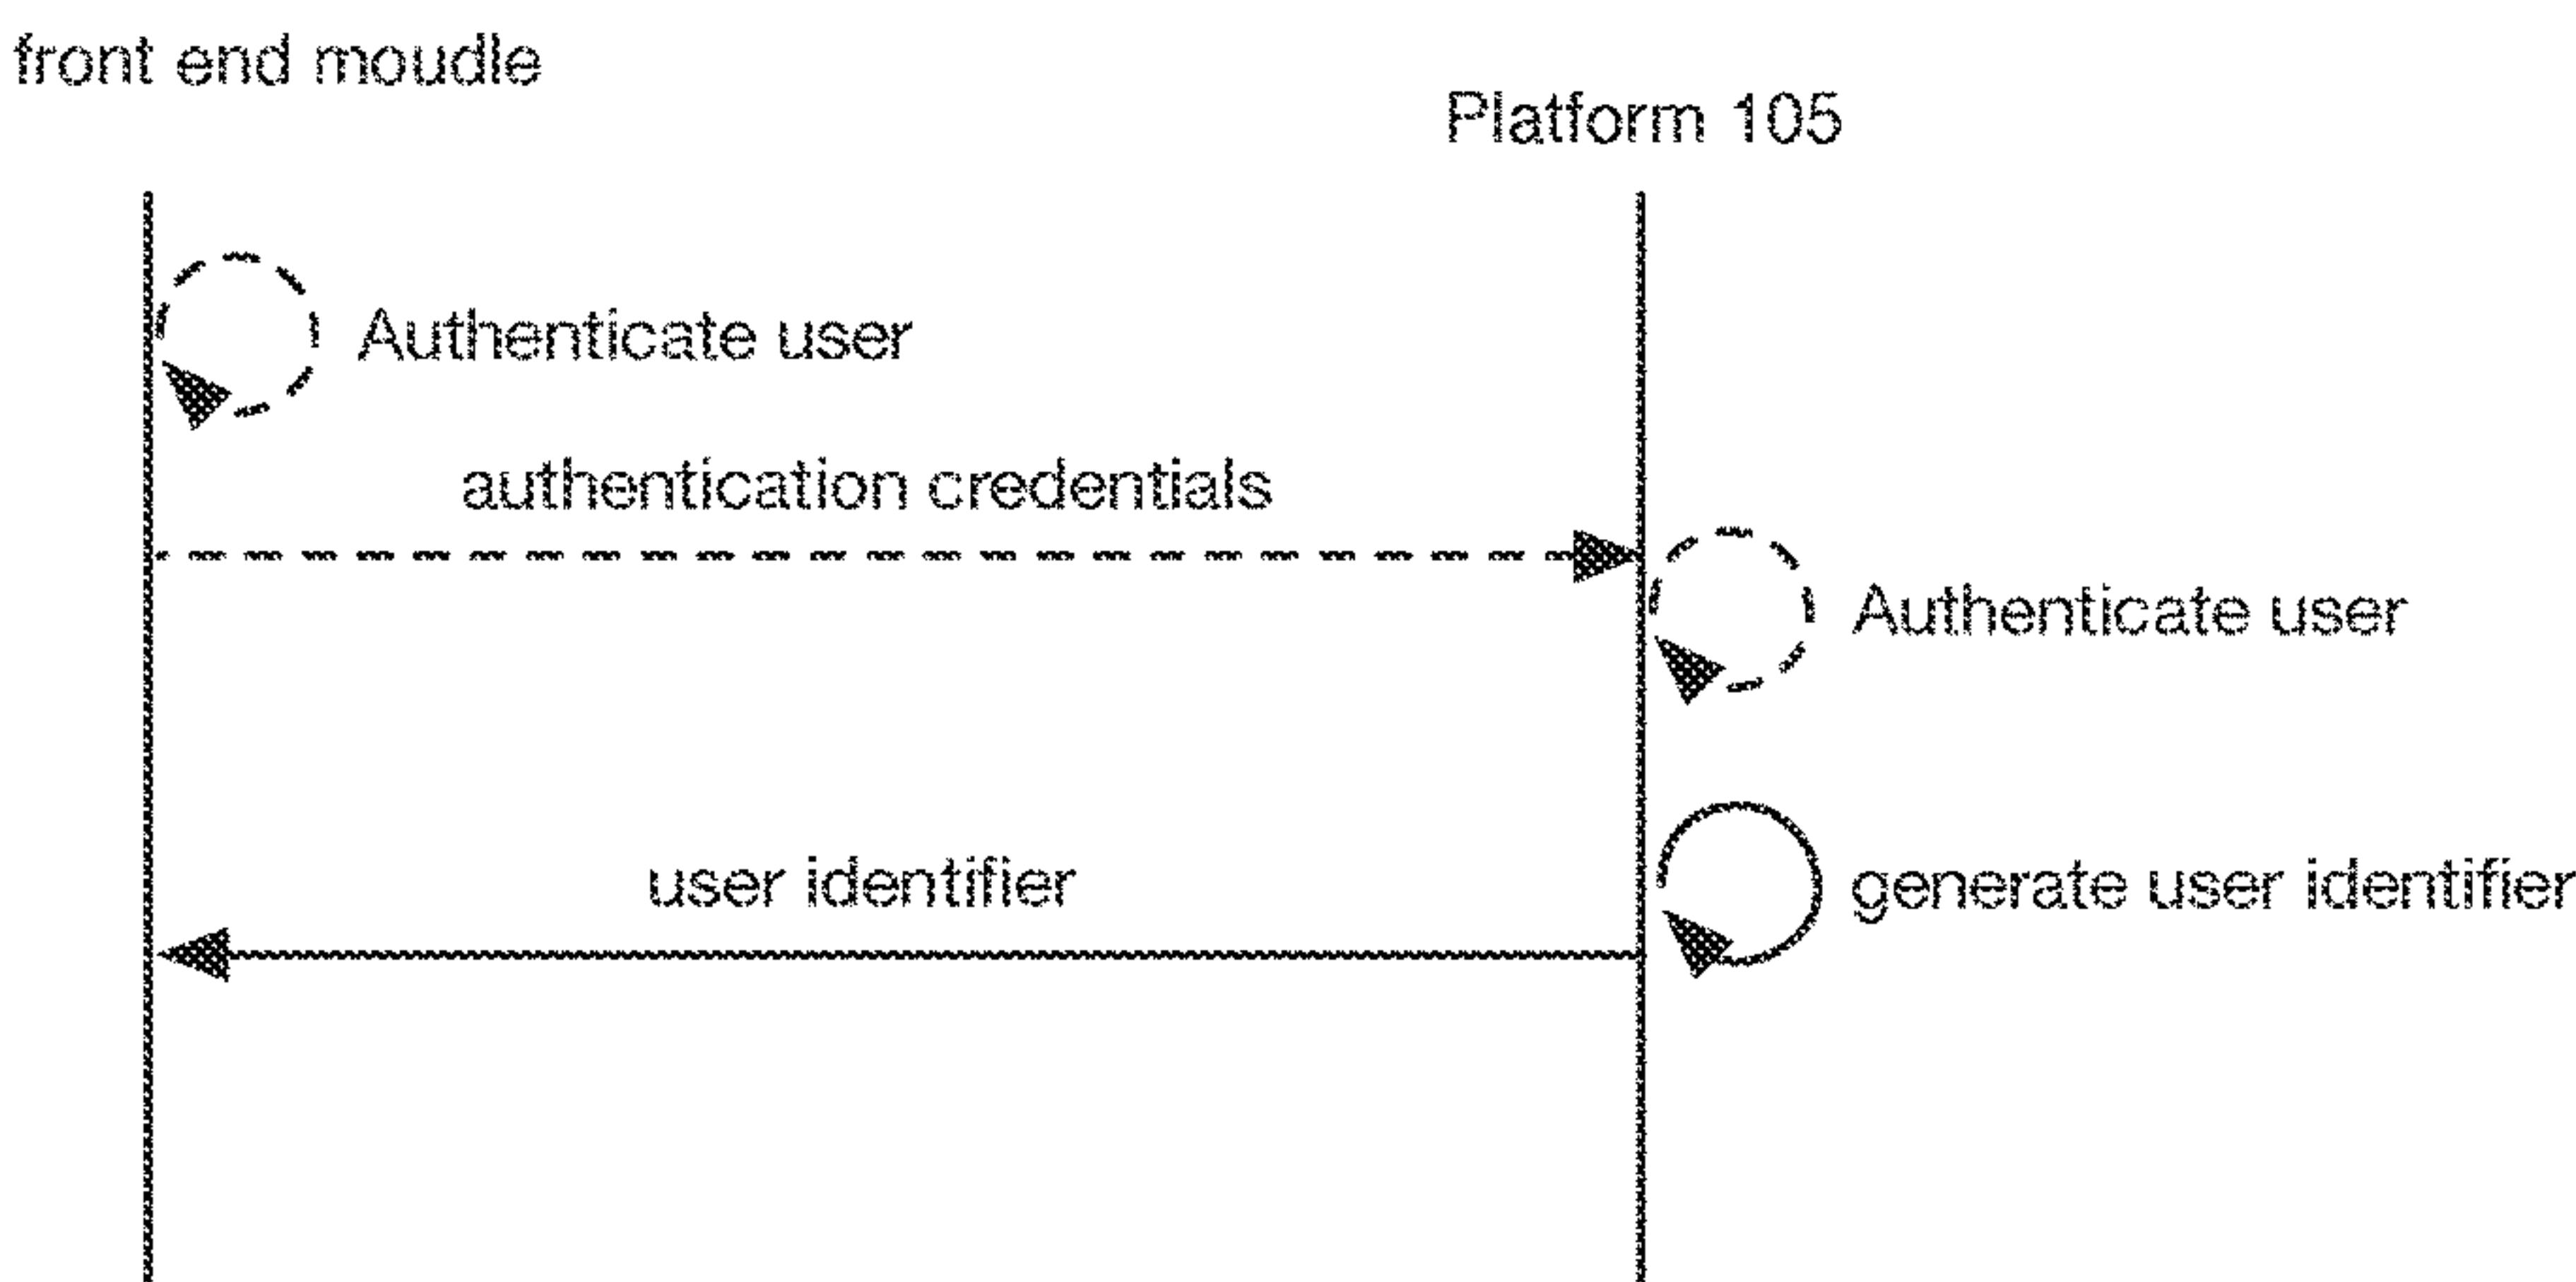 front end moudle
Platform 105
Authenticate user
authentication credentials
Authenticate user
user identifier
generate user identifier